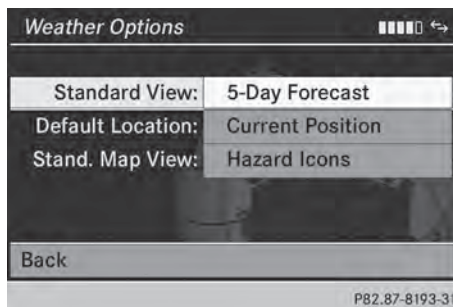 Weather Options
Standard View: 5-Day Forecast
Default Location: Current Position
Stand. Map View: Hazard Icons
Back
P82.87-8193-31